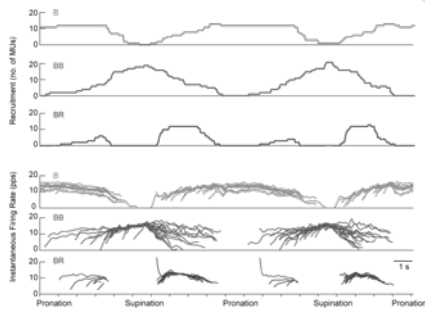 Recruitment (no. of MUs)
20
10
0
B
20
10
0
BB
20
10
0
BR
Instantaneous Firing Rate (pps)
20
10
0
B
20
10
0
BB
20
10
0
BR
1 s
Pronation Supination Pronation Supination Pronation